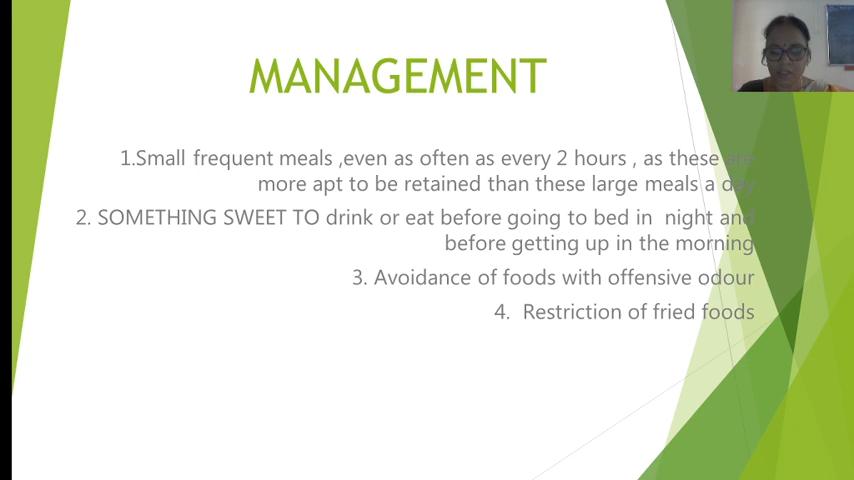 MANAGEMENT
1.Small frequent meals ,even as often as every 2 hours , as these are
more apt to be retained than these large meals a day
2. SOMETHING SWEET TO drink or eat before going to bed in  night and
before getting up in the morning
3. Avoidance of foods with offensive odour
4.  Restriction of fried foods